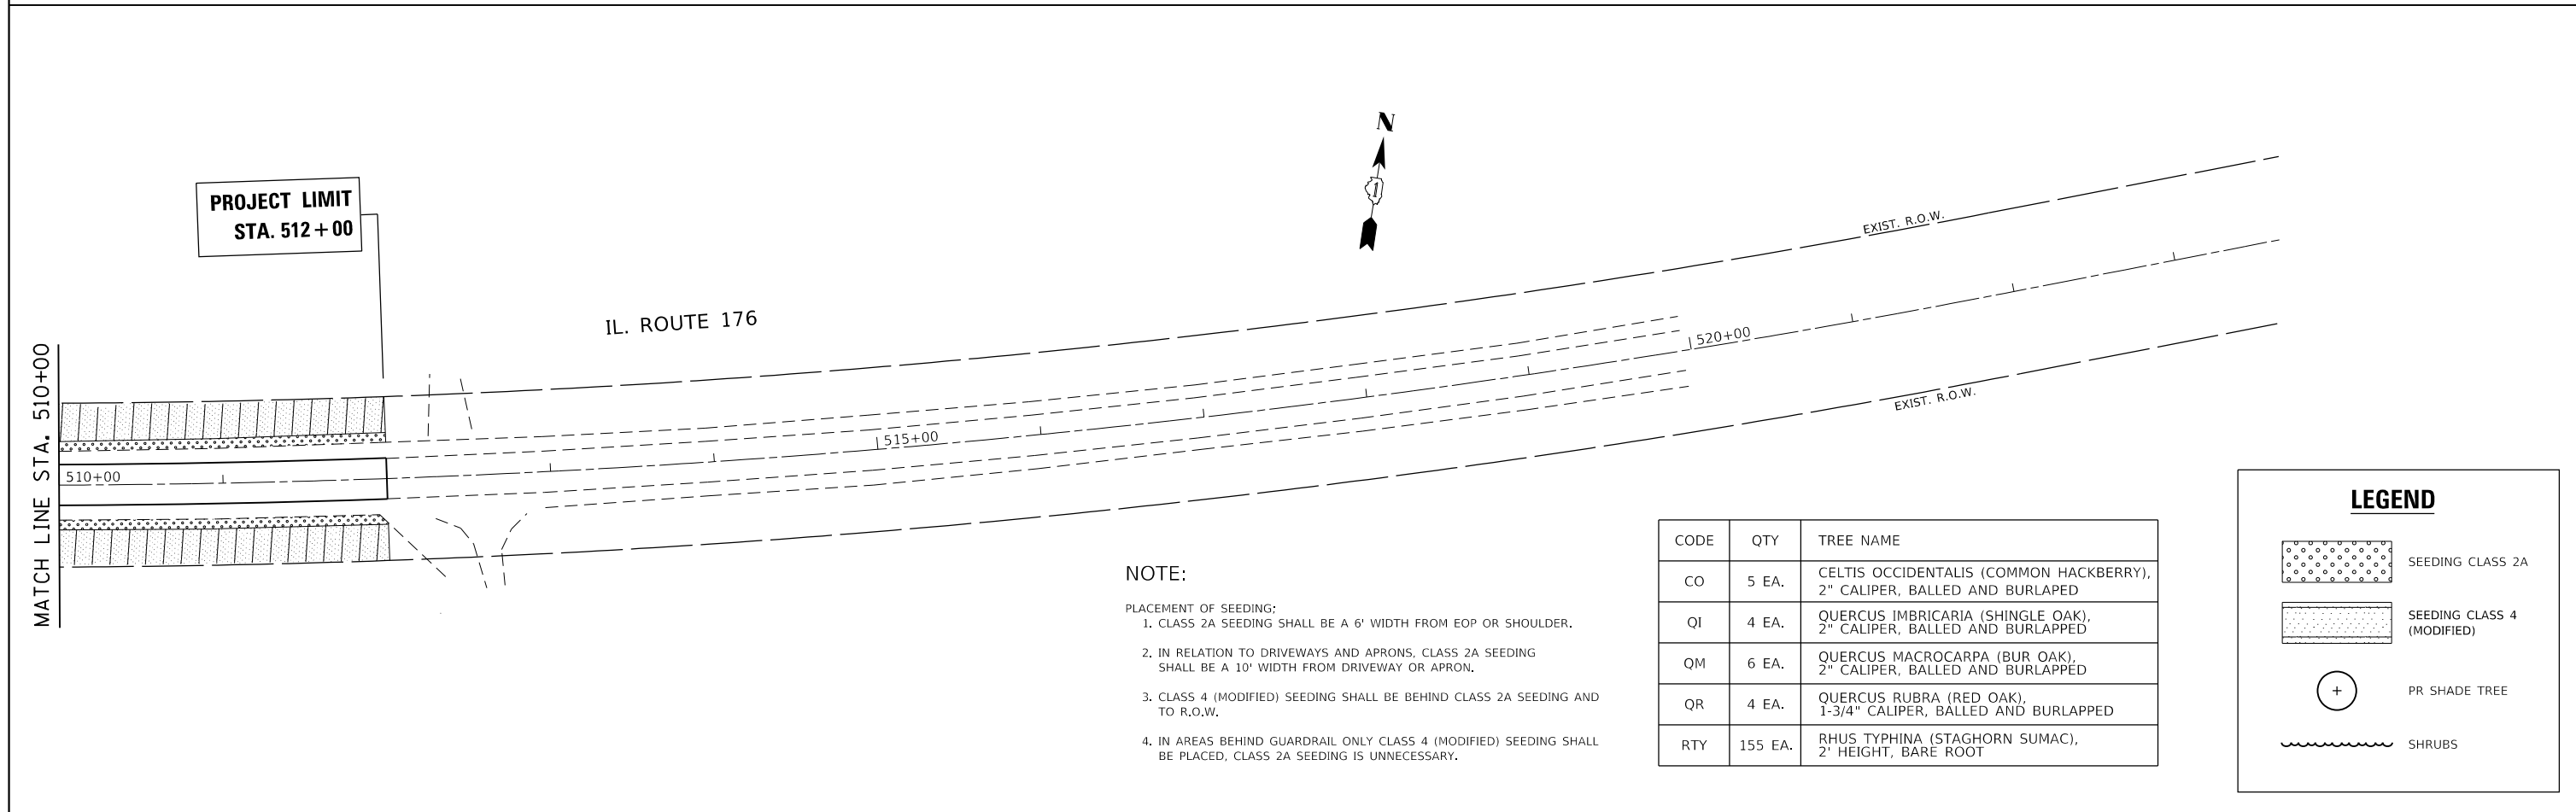 N
1
PROJECT LIMIT
STA. 512+00
EXIST. R.O.W.
IL. ROUTE 176
520+00
MATCH LINE STA. 510+00
EXIST. R.O.W.
515+00
510+00
NOTE:
PLACEMENT OF SEEDING:
1. CLASS 2A SEEDING SHALL BE A 6' WIDTH FROM EOP OR SHOULDER.
2. IN RELATION TO DRIVEWAYS AND APRONS, CLASS 2A SEEDING
SHALL BE A 10' WIDTH FROM DRIVEWAY OR APRON.
3. CLASS 4 (MODIFIED) SEEDING SHALL BE BEHIND CLASS 2A SEEDING AND
TO R.O.W.
4. IN AREAS BEHIND GUARDRAIL ONLY CLASS 4 (MODIFIED) SEEDING SHALL
BE PLACED, CLASS 2A SEEDING IS UNNECESSARY.
CODE QTY TREE NAME
CO 5 EA. CELTIS OCCIDENTALIS (COMMON HACKBERRY),
2" CALIPER, BALLED AND BURLAPED
QI 4 EA. QUERCUS IMBRICARIA (SHINGLE OAK),
2" CALIPER, BALLED AND BURLAPPED
QM 6 EA. QUERCUS MACROCARPA (BUR OAK),
2" CALIPER, BALLED AND BURLAPPED
QR 4 EA. QUERCUS RUBRA (RED OAK),
1-3/4" CALIPER, BALLED AND BURLAPPED
RTY 155 EA. RHUS TYPHINA (STAGHORN SUMAC),
2' HEIGHT, BARE ROOT
LEGEND
SEEDING CLASS 2A
SEEDING CLASS 4
(MODIFIED)
PR SHADE TREE
SHRUBS